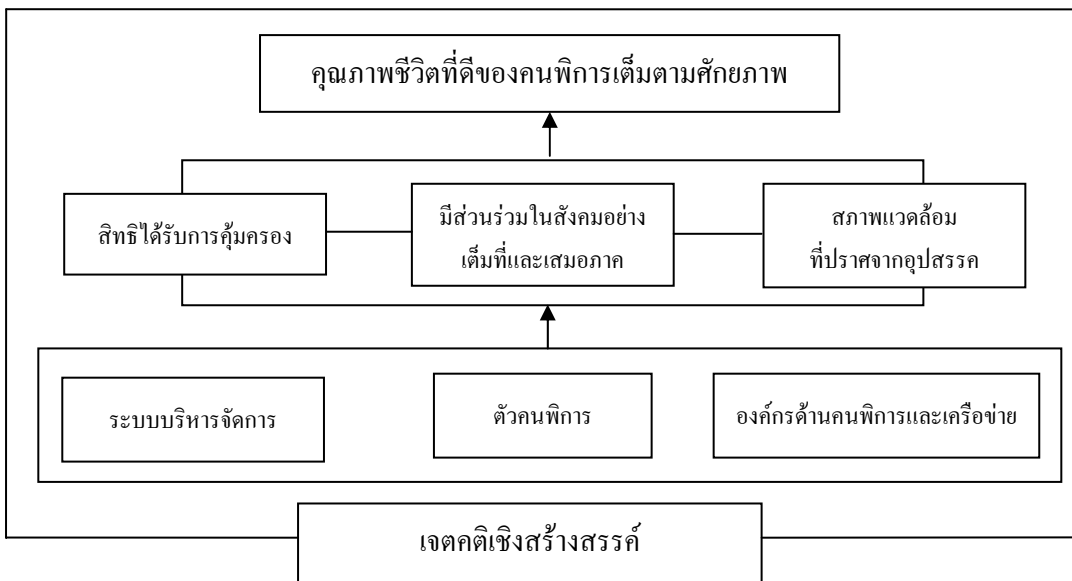 คุณภาพชีวิตที่ดีของคนพิการเต็มตามศักยภาพ
สิทธิได้รับการคุ้มครอง
มีส่วนร่วมในสังคมอย่าง
เต็มที่และเสมอภาค
สภาพแวดล้อม
ที่ปราศจากอุปสรรค
ระบบบริหารจัดการ
ตัวคนพิการ
องค์กรด้านคนพิการและเครือข่าย
เจตคติเชิงสร้างสรรค์